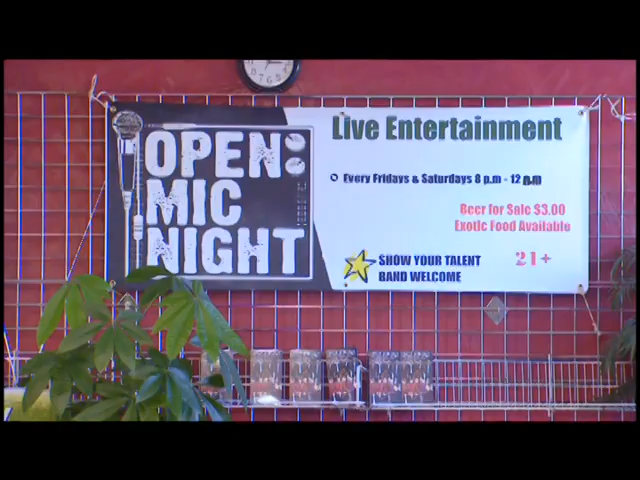 OPEN:
MIC
NIGHT
Live Entertainment
Every Fridays & Saturdays 8 p.m - 12 a.m
Beer for Sale $3.00
Exotic Food Available
SHOW YOUR TALENT
BAND WELCOME
21+